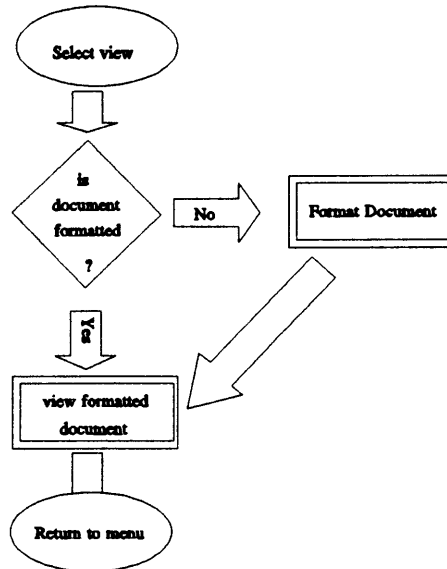 Select view
is
document
formatted
?
No
Format Document
Yes
view formatted
document
Return to menu